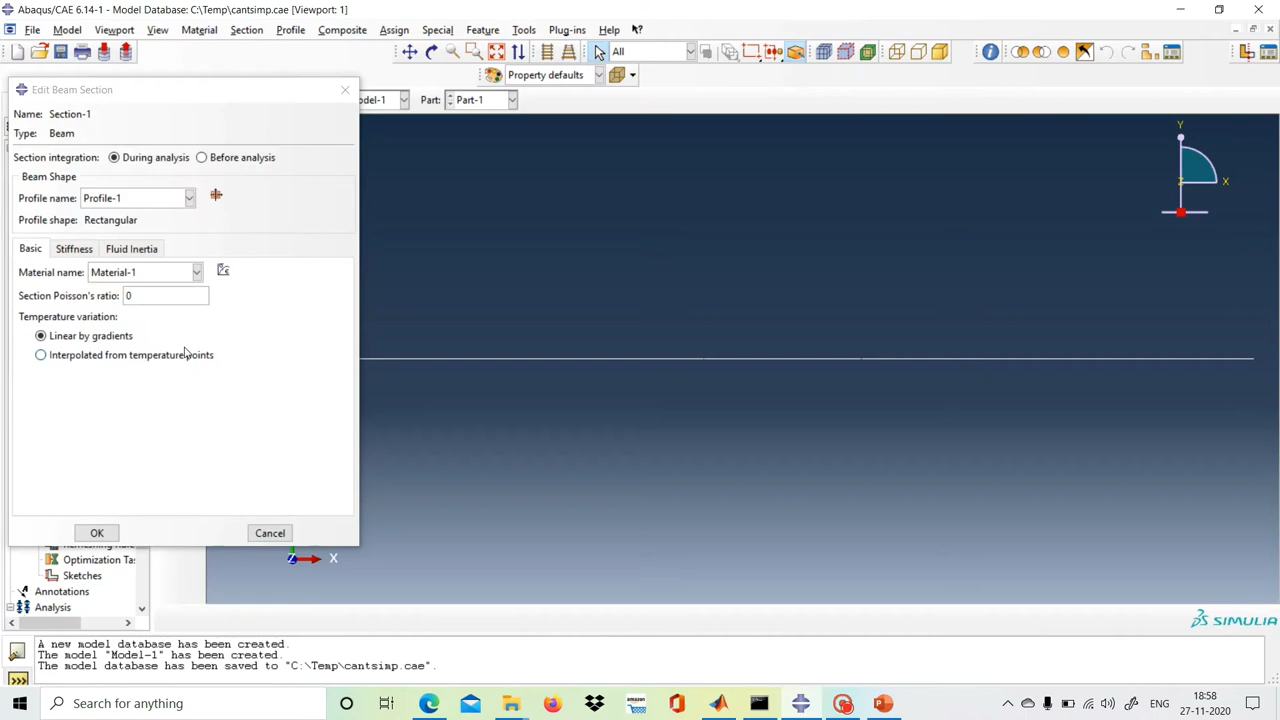 Abaqus/CAE 6.14-1 - Model Database: C:\Temp\cantsimp.cae [Viewport: 1]
File Model Viewport View Material Section Profile Composite Assign Special Feature Tools Plug-ins Help
All
Property defaults
Edit Beam Section
del-1 Part: Part-1
Name: Section-1
Type: Beam
Section integration: During analysis Before analysis
Beam Shape
Profile name: Profile-1
Profile shape: Rectangular
Basic Stiffness Fluid Inertia
Material name: Material-1
Section Poisson's ratio: 0
Temperature variation:
Linear by gradients
Interpolated from temperature points
OK Cancel
Y
Z
X
X
Optimization Ta
Sketches
Annotations
Analysis
SIMULIA
A new model database has been created.
The model "Model-1" has been created.
The model database has been saved to "C:\Temp\cantsimp.cae".
Search for anything
ENG
18:58
27-11-2020